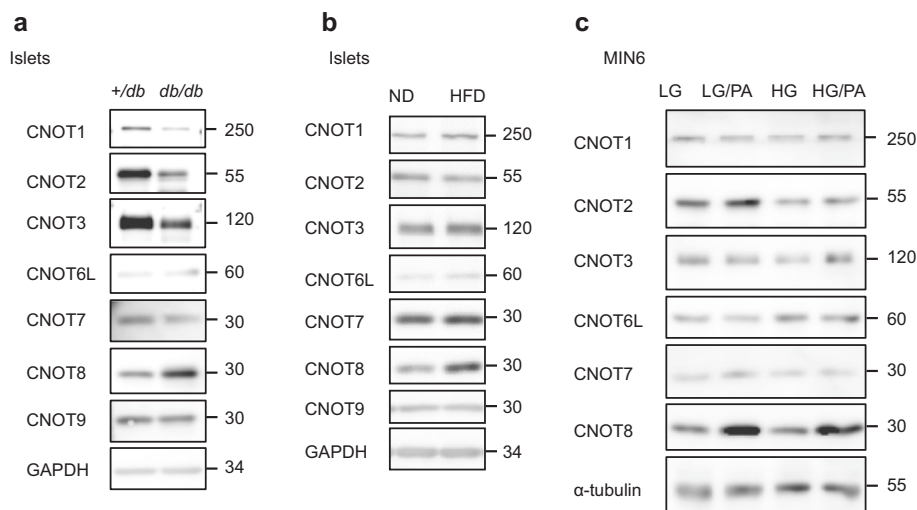 a
Islets
+/db db/db
CNOT1 250
CNOT2 55
CNOT3 120
CNOT6L 60
CNOT7 30
CNOT8 30
CNOT9 30
GAPDH 34
b
Islets
ND HFD
CNOT1 250
CNOT2 55
CNOT3 120
CNOT6L 60
CNOT7 30
CNOT8 30
CNOT9 30
GAPDH 34
c
MIN6
LG LG/PA HG HG/PA
CNOT1 250
CNOT2 55
CNOT3 120
CNOT6L 60
CNOT7 30
CNOT8 30
α-tubulin 55